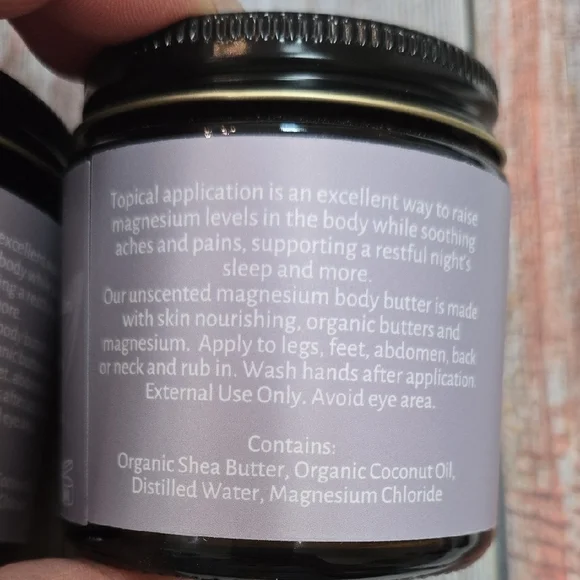 Topical application is an excellent way to raise
magnesium levels in the body while soothing
aches and pains, supporting a restful night's
sleep and more.
Our unscented magnesium body butter is made
with skin nourishing, organic butters and
magnesium. Apply to legs, feet, abdomen, back
or neck and rub in. Wash hands after application.
External Use Only. Avoid eye area.
Contains:
Organic Shea Butter, Organic Coconut Oil,
Distilled Water, Magnesium Chloride